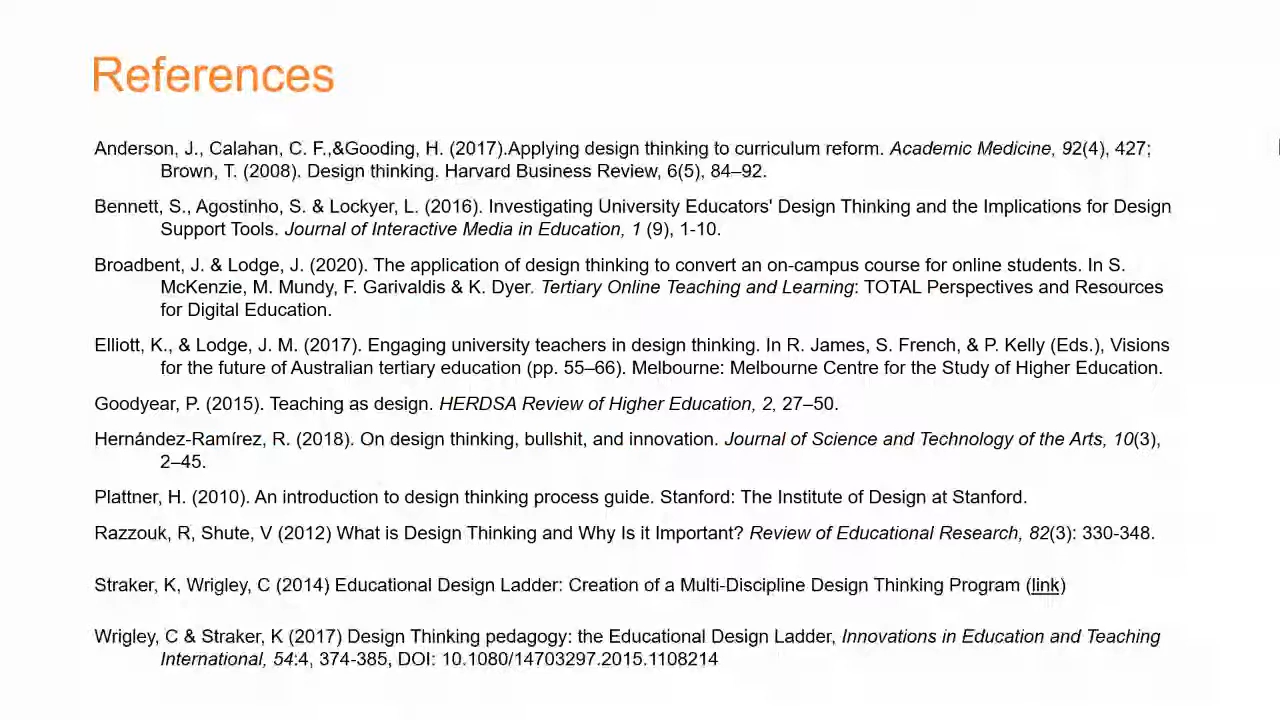 References
Anderson, J., Calahan, C. F.,&Gooding, H. (2017).Applying design thinking to curriculum reform. Academic Medicine, 92(4), 427;
Brown, T. (2008). Design thinking. Harvard Business Review, 6(5), 84–92.
Bennett, S., Agostinho, S. & Lockyer, L. (2016). Investigating University Educators' Design Thinking and the Implications for Design
Support Tools. Journal of Interactive Media in Education, 1 (9), 1-10.
Broadbent, J. & Lodge, J. (2020). The application of design thinking to convert an on-campus course for online students. In S.
McKenzie, M. Mundy, F. Garivaldis & K. Dyer. Tertiary Online Teaching and Learning: TOTAL Perspectives and Resources
for Digital Education.
Elliott, K., & Lodge, J. M. (2017). Engaging university teachers in design thinking. In R. James, S. French, & P. Kelly (Eds.), Visions
for the future of Australian tertiary education (pp. 55–66). Melbourne: Melbourne Centre for the Study of Higher Education.
Goodyear, P. (2015). Teaching as design. HERDSA Review of Higher Education, 2, 27–50.
Hernández-Ramírez, R. (2018). On design thinking, bullshit, and innovation. Journal of Science and Technology of the Arts, 10(3),
2–45.
Plattner, H. (2010). An introduction to design thinking process guide. Stanford: The Institute of Design at Stanford.
Razzouk, R, Shute, V (2012) What is Design Thinking and Why Is it Important? Review of Educational Research, 82(3): 330-348.
Straker, K, Wrigley, C (2014) Educational Design Ladder: Creation of a Multi-Discipline Design Thinking Program (link)
Wrigley, C & Straker, K (2017) Design Thinking pedagogy: the Educational Design Ladder, Innovations in Education and Teaching
International, 54:4, 374-385, DOI: 10.1080/14703297.2015.1108214